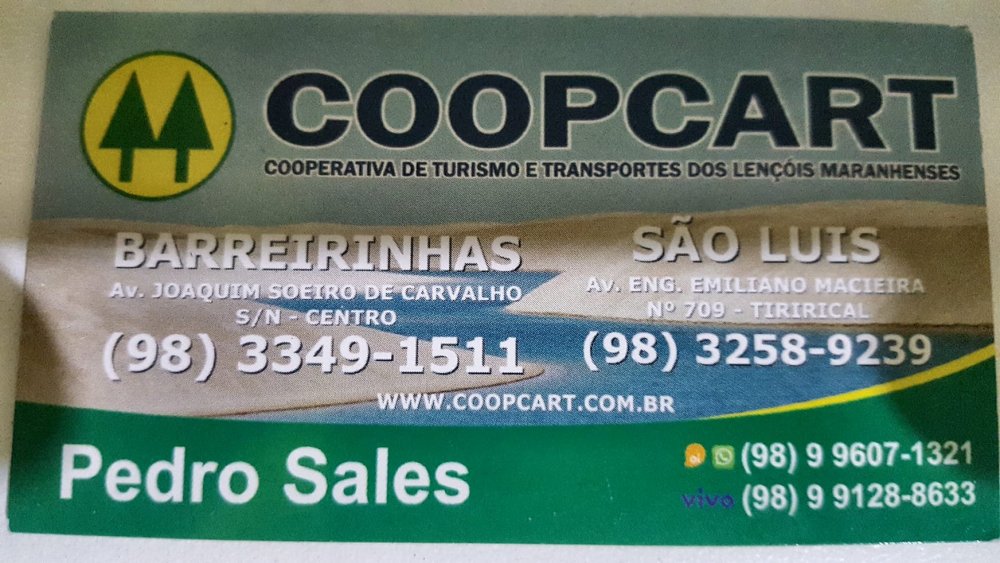 COOPCART
COOPERATIVA DE TURISMO E TRANSPORTES DOS LENÇÓIS MARANHENSES
BARREIRINHAS
Av. JOAQUIM SOEIRO DE CARVALHO
S/N - CENTRO
(98) 3349-1511
SÃO LUIS
Av. ENG. EMILIANO MACIEIRA
Nº 709 - TIRIRICAL
(98) 3258-9239
WWW.COOPCART.COM.BR
Pedro Sales
oi (98) 9 9607-1321
vivo (98) 9 9128-8633